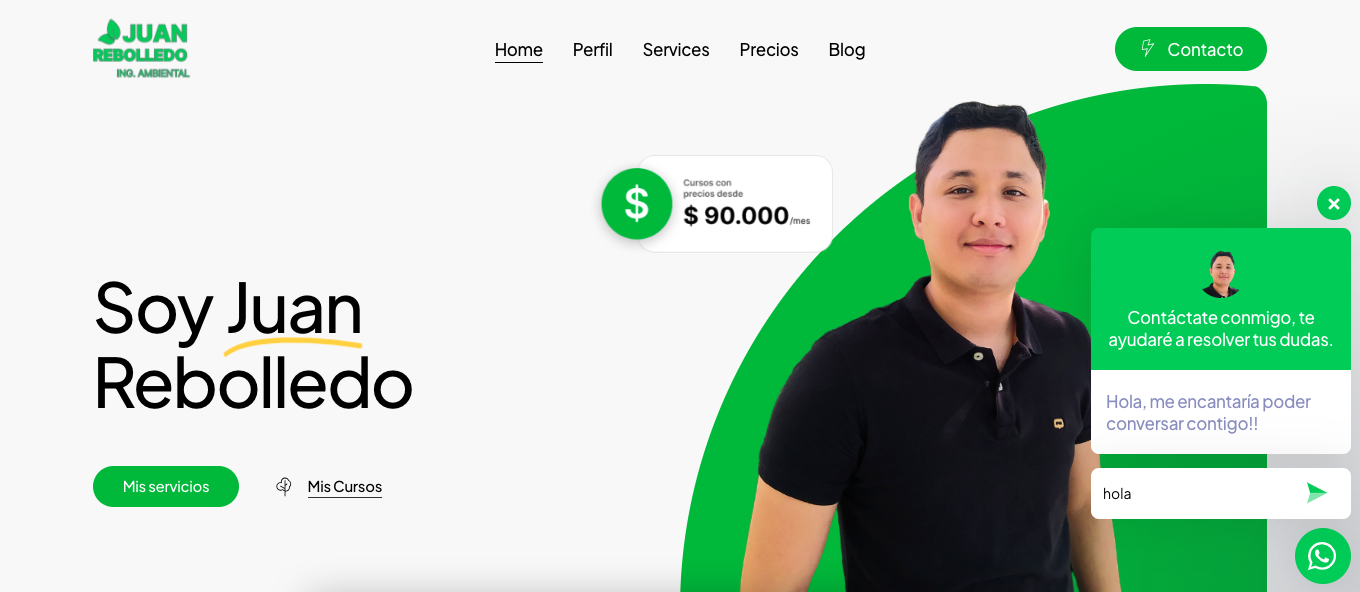 JUAN
REBOLLEDO
ING. AMBIENTAL
Home Perfil Services Precios Blog
Contacto
$
Cursos con
precios desde
$ 90.000/mes
Soy Juan
Rebolledo
Mis servicios
Mis Cursos
Contáctate conmigo, te
ayudaré a resolver tus dudas.
Hola, me encantaría poder
conversar contigo!!
hola